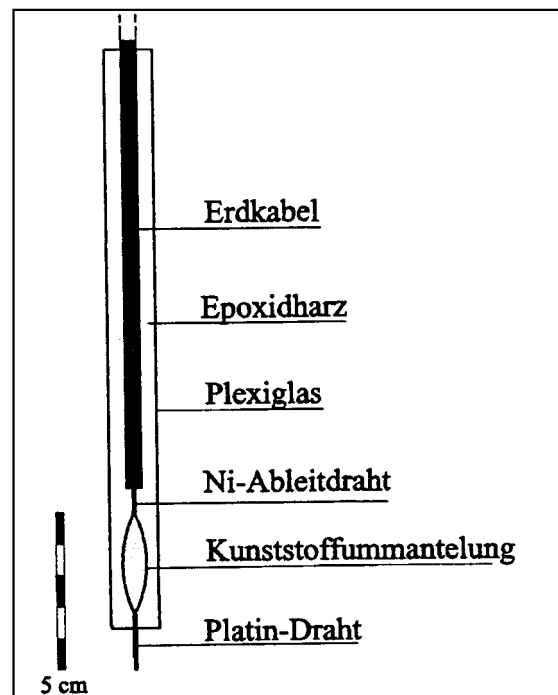 Erdkabel
Epoxidharz
Plexiglas
Ni-Ableitdraht
Kunststoffummantelung
Platin-Draht
5 cm